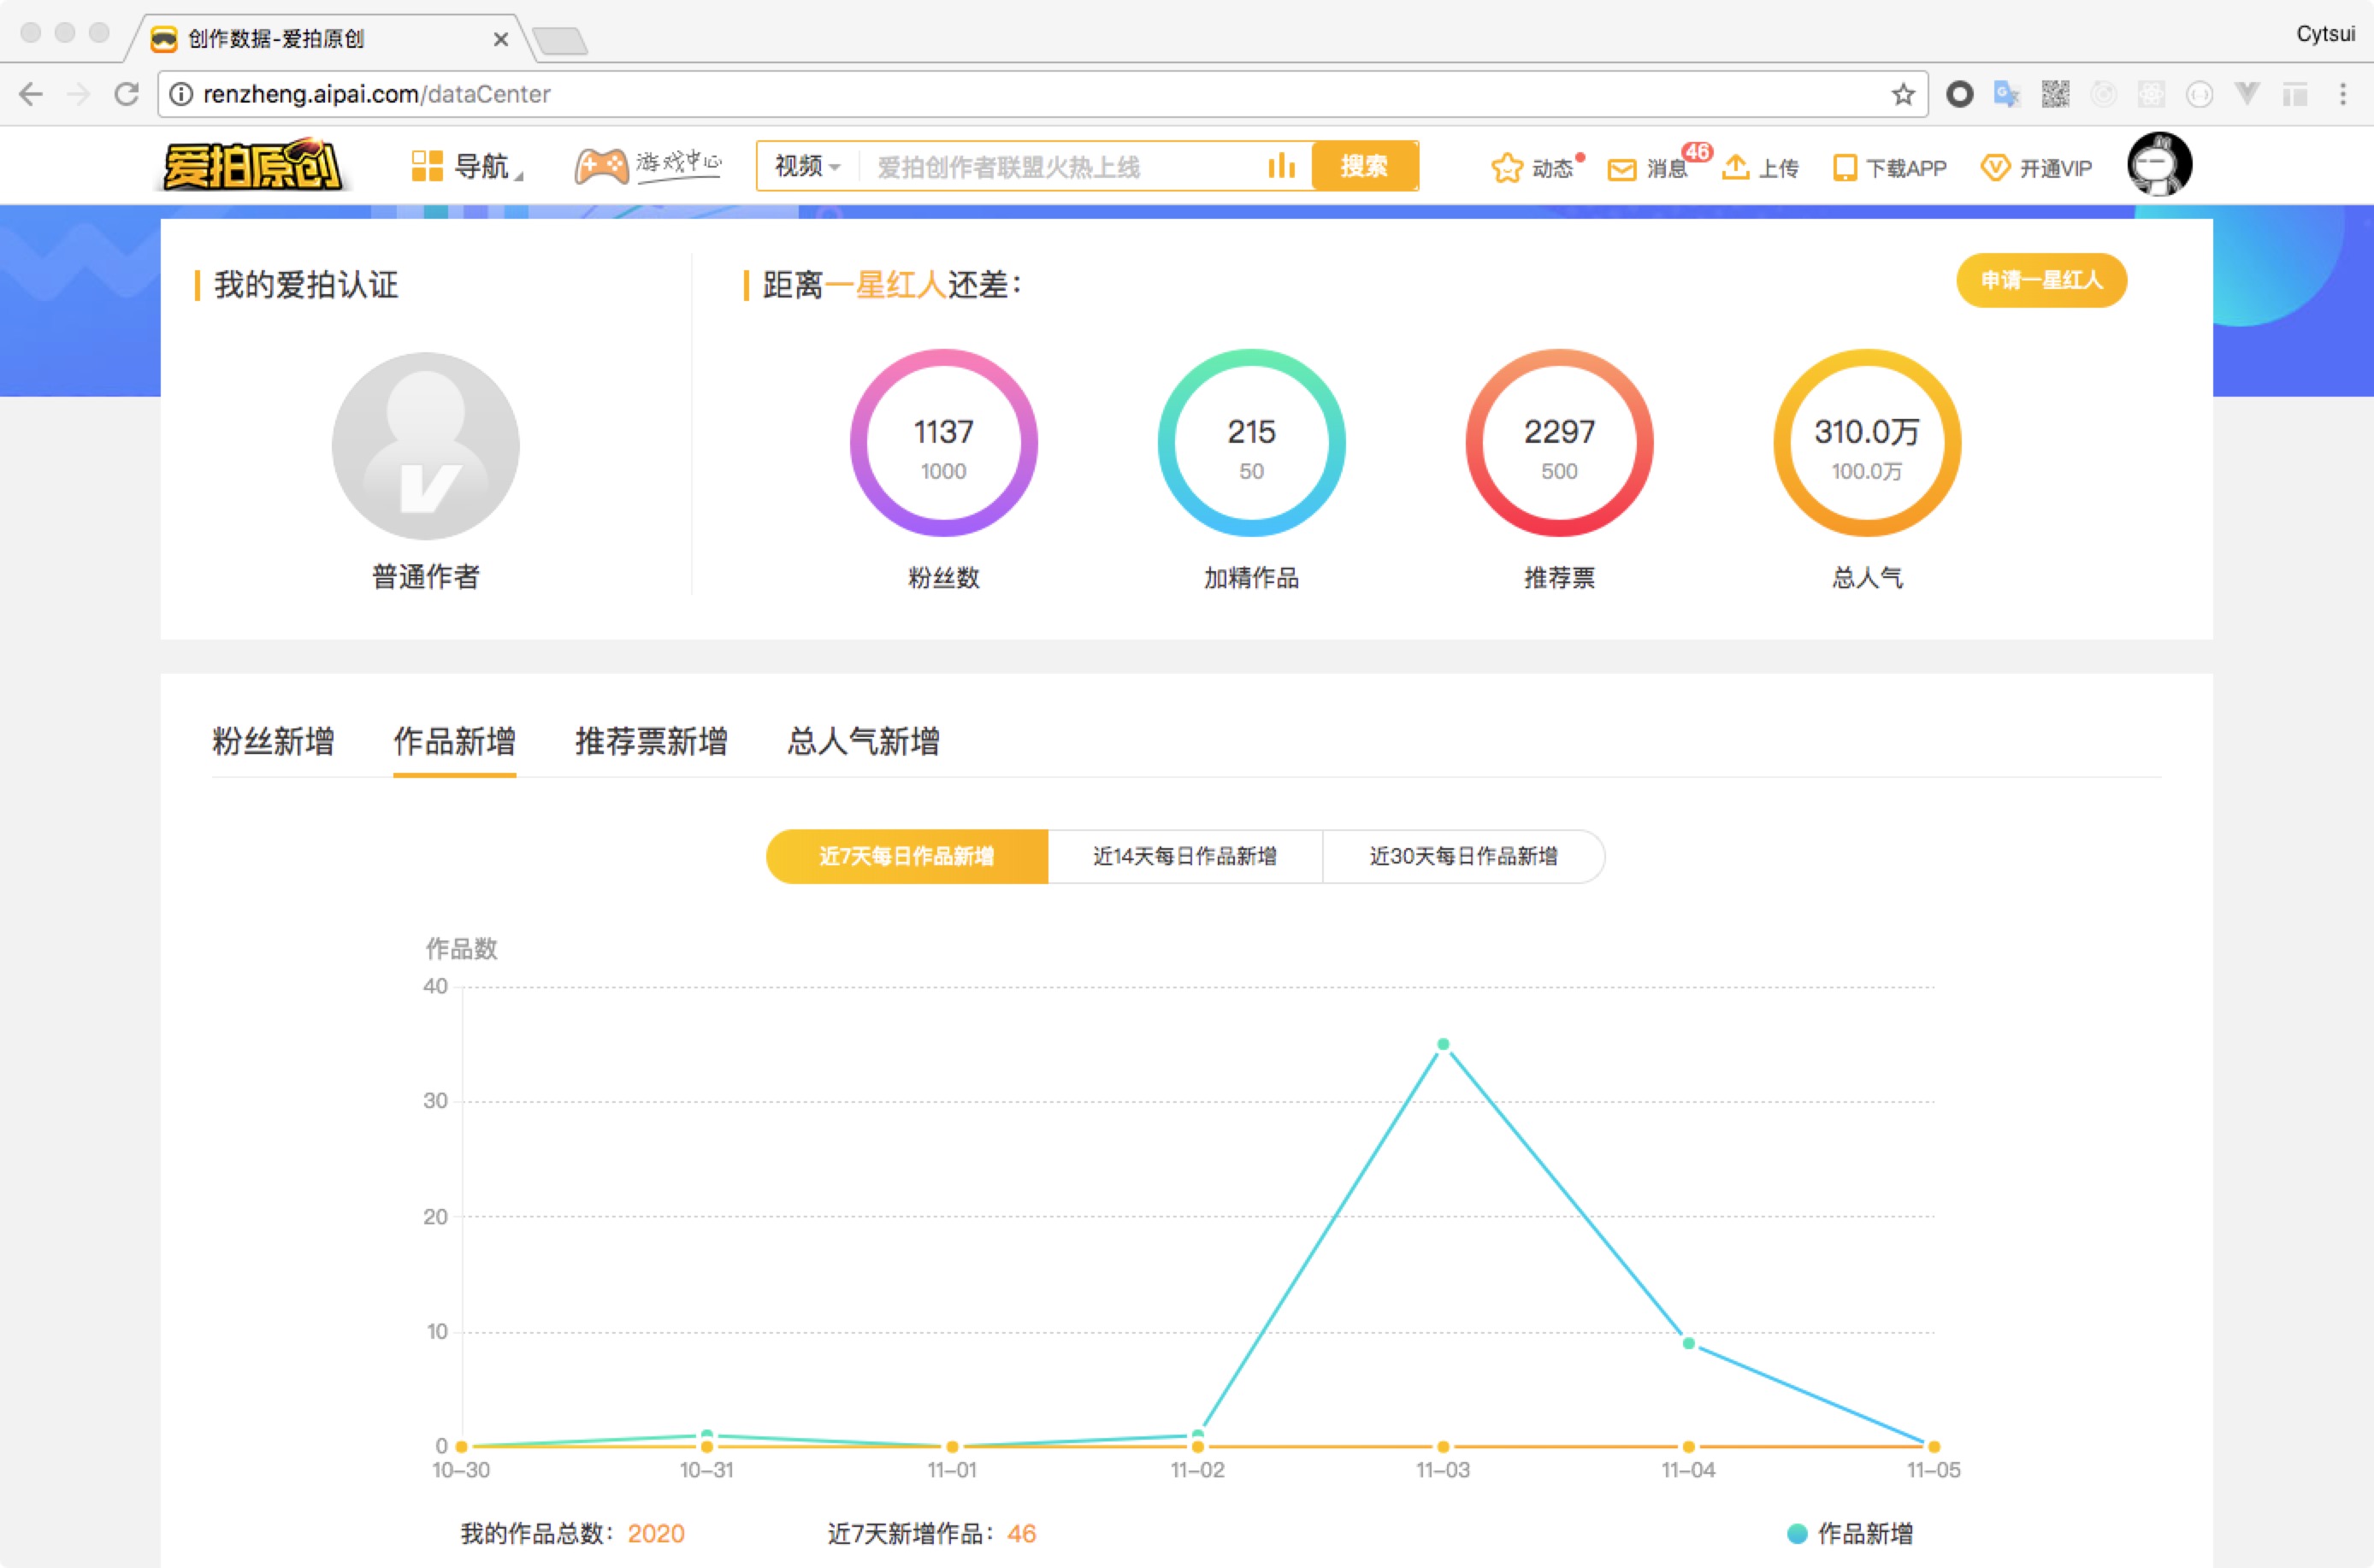 创作数据-爱拍原创
Cytsui
renzheng.aipai.com/dataCenter
爱拍原创 导航 游戏中心 视频 爱拍创作者联盟火热上线 搜索 动态 消息 46 上传 下载APP 开通VIP
我的爱拍认证
距离一星红人还差：
申请一星红人
V
普通作者
1137
1000
粉丝数
215
50
加精作品
2297
500
推荐票
310.0万
100.0万
总人气
粉丝新增 作品新增 推荐票新增 总人气新增
近7天每日作品新增 近14天每日作品新增 近30天每日作品新增
作品数
40
30
20
10
0
10-30 10-31 11-01 11-02 11-03 11-04 11-05
我的作品总数：2020 近7天新增作品：46 作品新增